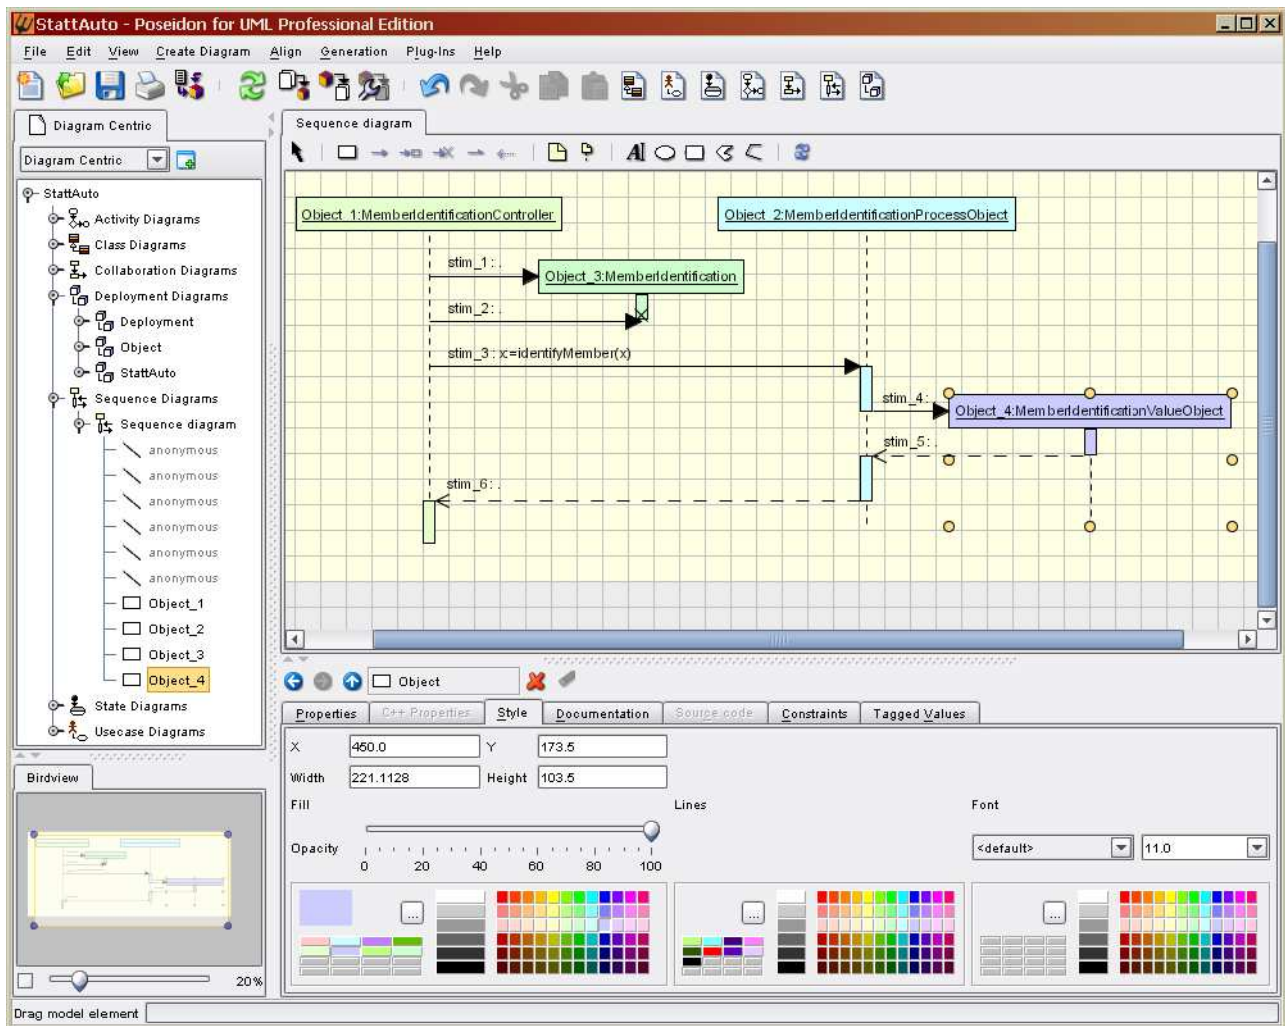 StattAuto - Poseidon for UML Professional Edition
File Edit View Create Diagram Align Generation Plug-Ins Help
Diagram Centric
Diagram Centric
StattAuto
Activity Diagrams
Class Diagrams
Collaboration Diagrams
Deployment Diagrams
Deployment
Object
StattAuto
Sequence Diagrams
Sequence diagram
anonymous
anonymous
anonymous
anonymous
anonymous
anonymous
Object_1
Object_2
Object_3
Object_4
State Diagrams
Usecase Diagrams
Birdview
20%
Sequence diagram
Object_1:MemberIdentificationController
Object_2:MemberIdentificationProcessObject
stim_1 : .
Object_3:MemberIdentification
stim_2 : .
stim_3 : x:=identifyMember(x)
stim_4 : .
Object_4:MemberIdentificationValueObject
stim_5 : .
stim_6 : .
Object
Properties C++ Properties Style Documentation Source code Constraints Tagged Values
X 450.0 Y 173.5
Width 221.1128 Height 103.5
Fill Lines Font
Opacity 0 20 40 60 80 100
<default> 11.0
... ... ...
Drag model element